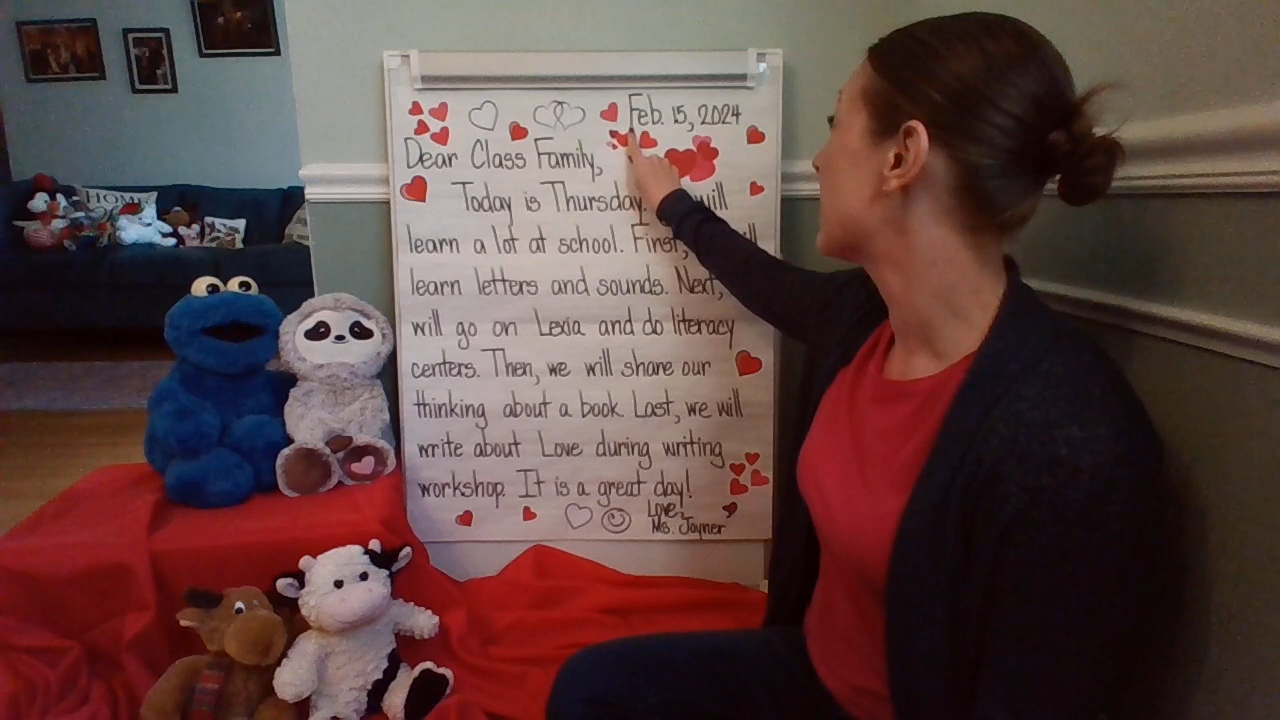 Feb. 15, 2024
Dear Class Family,
Today is Thursday. will
learn a lot at school. First,
learn letters and sounds. Next,
will go on Lexia and do literacy
centers. Then, we will share our
thinking about a book. Last, we will
write about Love during writing
workshop. It is a great day!
Love,
Ms. Joyner
HOME